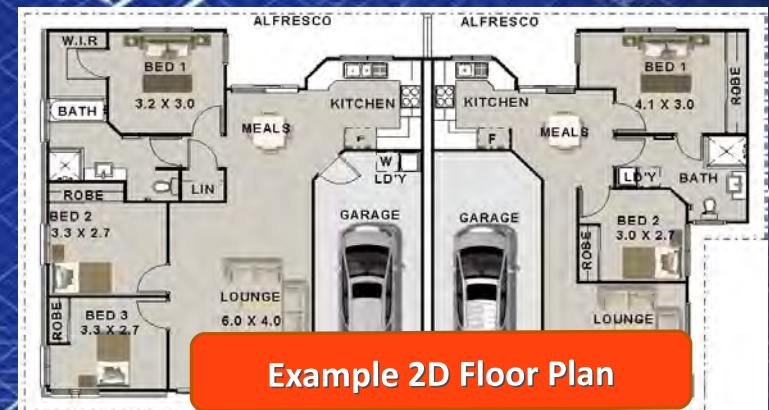 ALFRESCO
ALFRESCO
W.I.R
BED 1
3.2 X 3.0
BATH
KITCHEN
MEALS
F
W
LD'Y
LIN
ROBE
BED 2
3.3 X 2.7
GARAGE
ROBE
BED 3
3.3 X 2.7
LOUNGE
6.0 X 4.0
BED 1
4.1 X 3.0
ROBE
KITCHEN
MEALS
F
LD'Y
BATH
GARAGE
BED 2
3.0 X 2.7
ROBE
LOUNGE
Example 2D Floor Plan